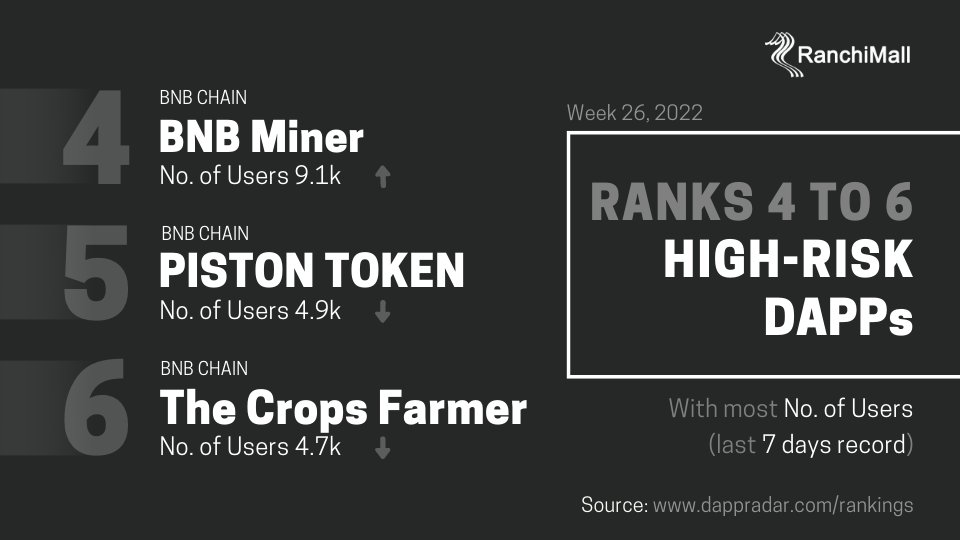 RanchiMall
Week 26, 2022
RANKS 4 TO 6
HIGH-RISK
DAPPs
With most No. of Users
(last 7 days record)
4
BNB CHAIN
BNB Miner
No. of Users 9.1k
5
BNB CHAIN
PISTON TOKEN
No. of Users 4.9k
6
BNB CHAIN
The Crops Farmer
No. of Users 4.7k
Source: www.dappradar.com/rankings